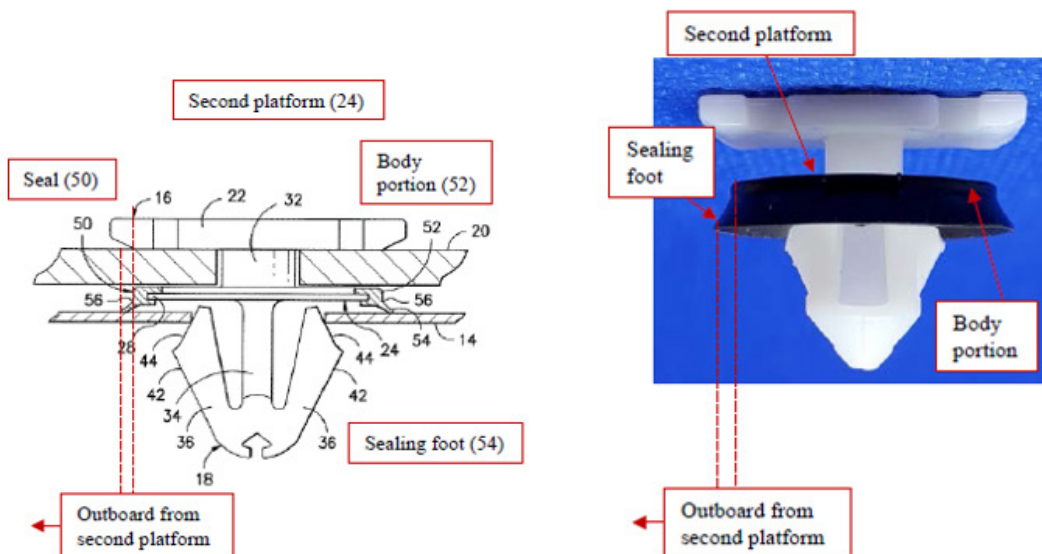 Second platform (24)
Seal (50)
Body
portion (52)
16
22
32
50
52
20
56
56
28
44
24
54
14
44
42
42
34
36
36
18
Sealing foot (54)
Outboard from
second platform
Second platform
Sealing
foot
Body
portion
Outboard from
second platform